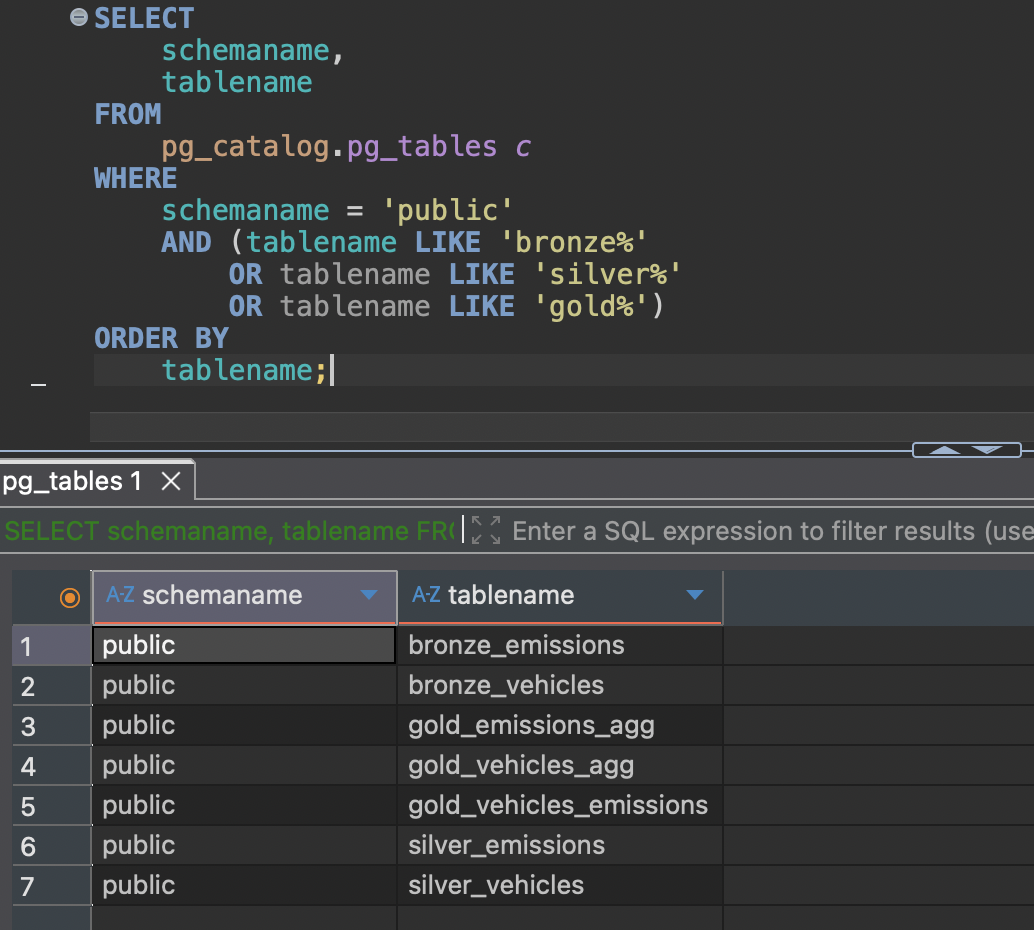 SELECT
schemaname,
tablename
FROM
pg_catalog.pg_tables c
WHERE
schemaname = 'public'
AND (tablename LIKE 'bronze%'
OR tablename LIKE 'silver%'
OR tablename LIKE 'gold%')
ORDER BY
tablename;
pg_tables 1
SELECT schemaname, tablename FRO Enter a SQL expression to filter results (use
A-Z schemaname A-Z tablename
1 public bronze_emissions
2 public bronze_vehicles
3 public gold_emissions_agg
4 public gold_vehicles_agg
5 public gold_vehicles_emissions
6 public silver_emissions
7 public silver_vehicles